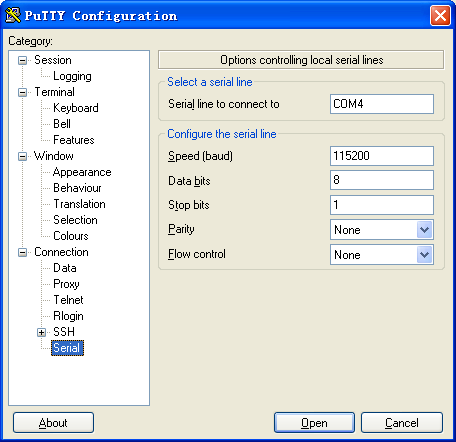 PuTTY Configuration
Category:
Session
Logging
Terminal
Keyboard
Bell
Features
Window
Appearance
Behaviour
Translation
Selection
Colours
Connection
Data
Proxy
Telnet
Rlogin
SSH
Serial
Options controlling local serial lines
Select a serial line
Serial line to connect to COM4
Configure the serial line
Speed (baud) 115200
Data bits 8
Stop bits 1
Parity None
Flow control None
About Open Cancel